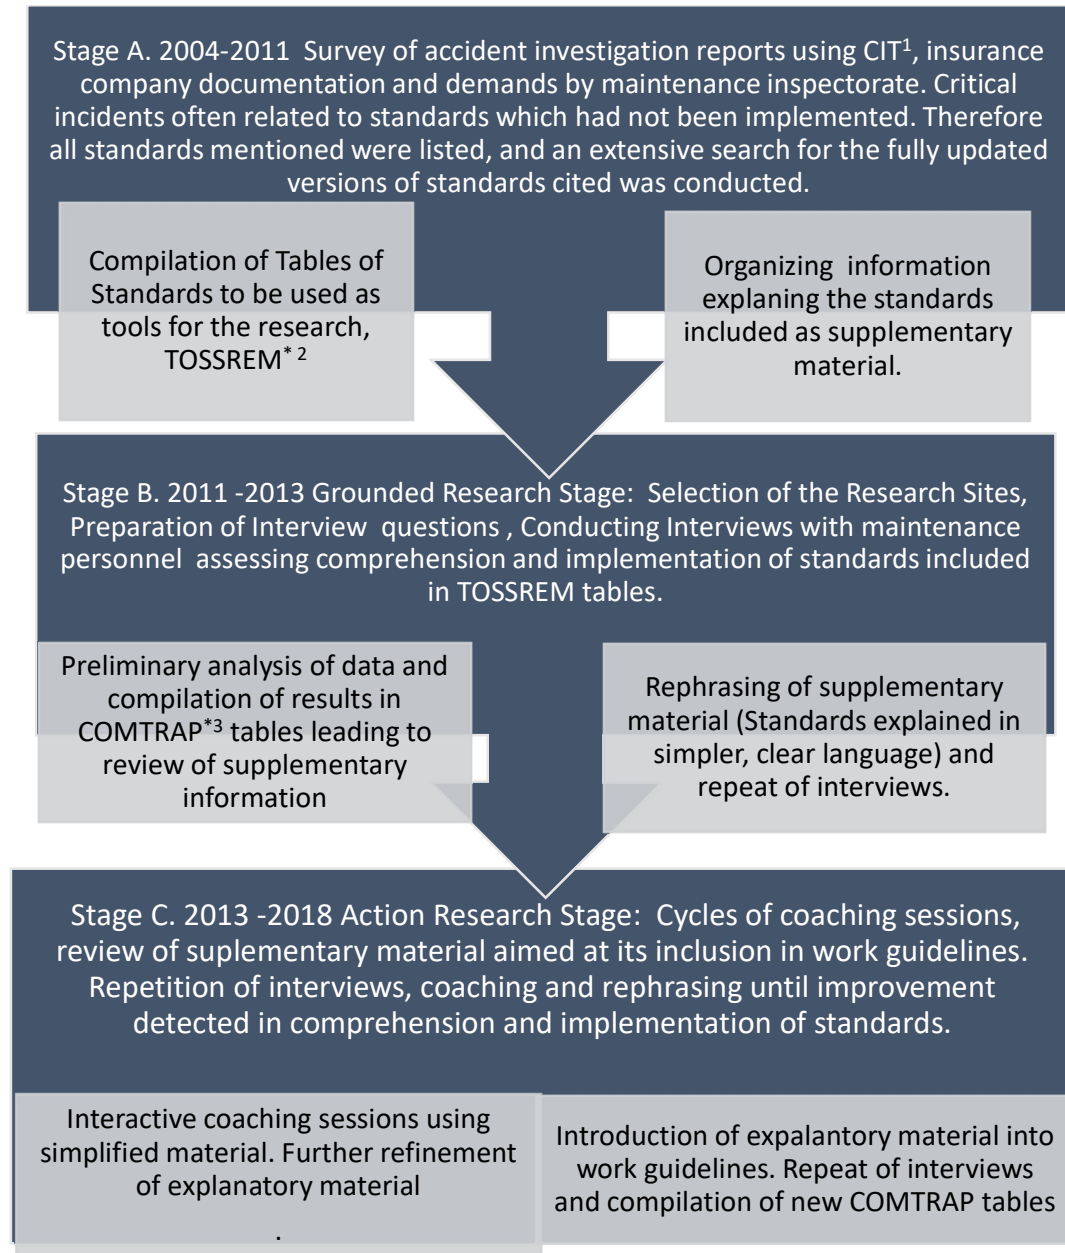 Stage A. 2004-2011 Survey of accident investigation reports using CIT¹, insurance
company documentation and demands by maintenance inspectorate. Critical
incidents often related to standards which had not been implemented. Therefore
all standards mentioned were listed, and an extensive search for the fully updated
versions of standards cited was conducted.
Compilation of Tables of
Standards to be used as
tools for the research,
TOSSREM* ²
Organizing information
explaning the standards
included as supplementary
material.
Stage B. 2011 -2013 Grounded Research Stage: Selection of the Research Sites,
Preparation of Interview questions , Conducting Interviews with maintenance
personnel assessing comprehension and implementation of standards included
in TOSSREM tables.
Preliminary analysis of data and
compilation of results in
COMTRAP*³ tables leading to
review of supplementary
information
Rephrasing of supplementary
material (Standards explained in
simpler, clear language) and
repeat of interviews.
Stage C. 2013 -2018 Action Research Stage: Cycles of coaching sessions,
review of suplementary material aimed at its inclusion in work guidelines.
Repetition of interviews, coaching and rephrasing until improvement
detected in comprehension and implementation of standards.
Interactive coaching sessions using
simplified material. Further refinement
of explanatory material
.
Introduction of expalantory material into
work guidelines. Repeat of interviews
and compilation of new COMTRAP tables